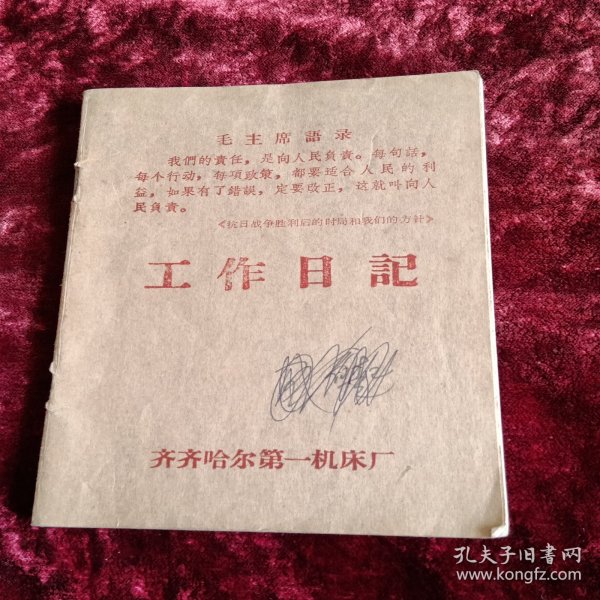 毛主席語录
我們的責任，是向人民負責。每句話，
每个行动，每項政策，都要适合人民的利
益，如果有了錯誤，定要改正，这就叫向人
民負責。
《抗日战争胜利后的时局和我们的方針》
工作日記
齐齐哈尔第一机床厂
孔夫子旧書网
www.kongfz.com